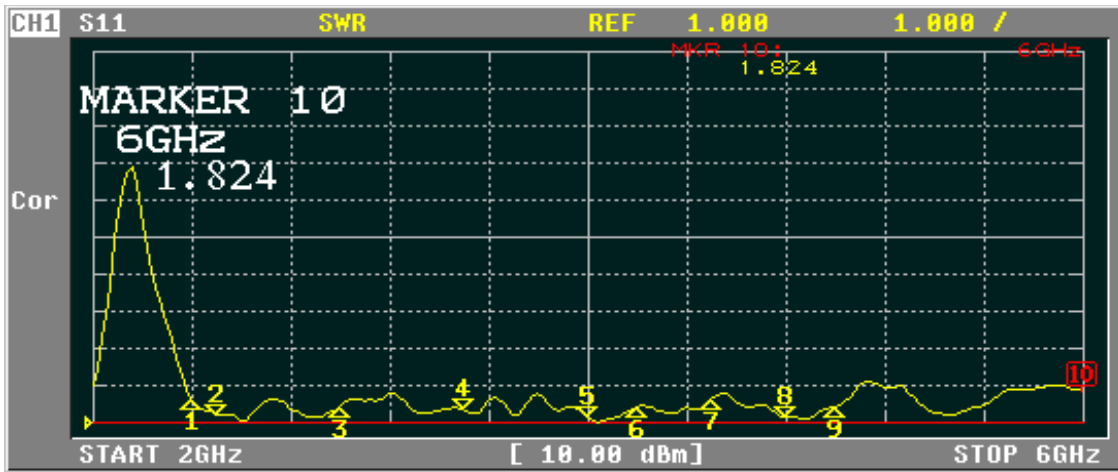 CH1 S11 SWR REF 1.000 1.000 /
MKR 10: 6GHz
1.824
MARKER 10
6GHz
1.824
Cor
10
2 4 5 8
1 3 6 7 9
START 2GHz [ 10.00 dBm] STOP 6GHz